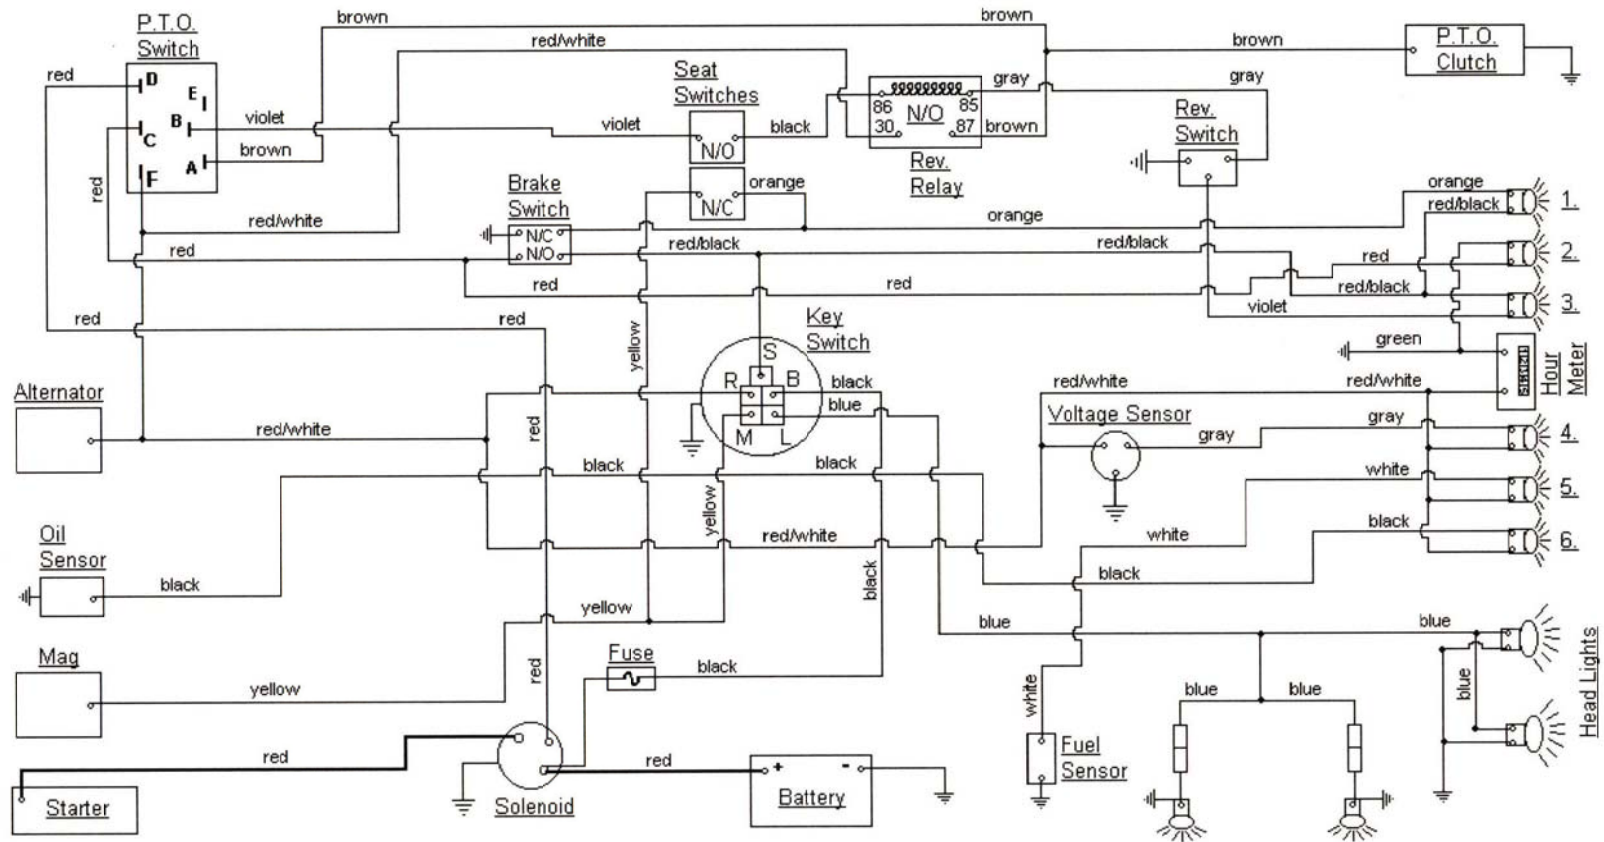 P.T.O.
Switch
brown
brown
red/white
brown
P.T.O.
Clutch
red
D
E
B
C
A
F
violet
violet
brown
Seat
Switches
N/O
black
gray
gray
86
85
N/O
30
87
brown
Rev.
Relay
Rev.
Switch
red
Brake
Switch
N/C
orange
orange
orange
red/black
1.
red/white
N/C
N/O
red/black
red/black
red
2.
red
red
red
red/black
violet
3.
red
red
yellow
Key
Switch
S
R
B
M
L
black
blue
green
Hour
Meter
Alternator
red/white
red
red/white
red/white
Voltage Sensor
gray
gray
4.
black
black
white
5.
yellow
red/white
white
black
6.
Oil
Sensor
black
black
black
yellow
blue
blue
Mag
yellow
red
Fuse
black
white
blue
blue
blue
Head Lights
red
red
Fuel
Sensor
Starter
Solenoid
+
-
Battery